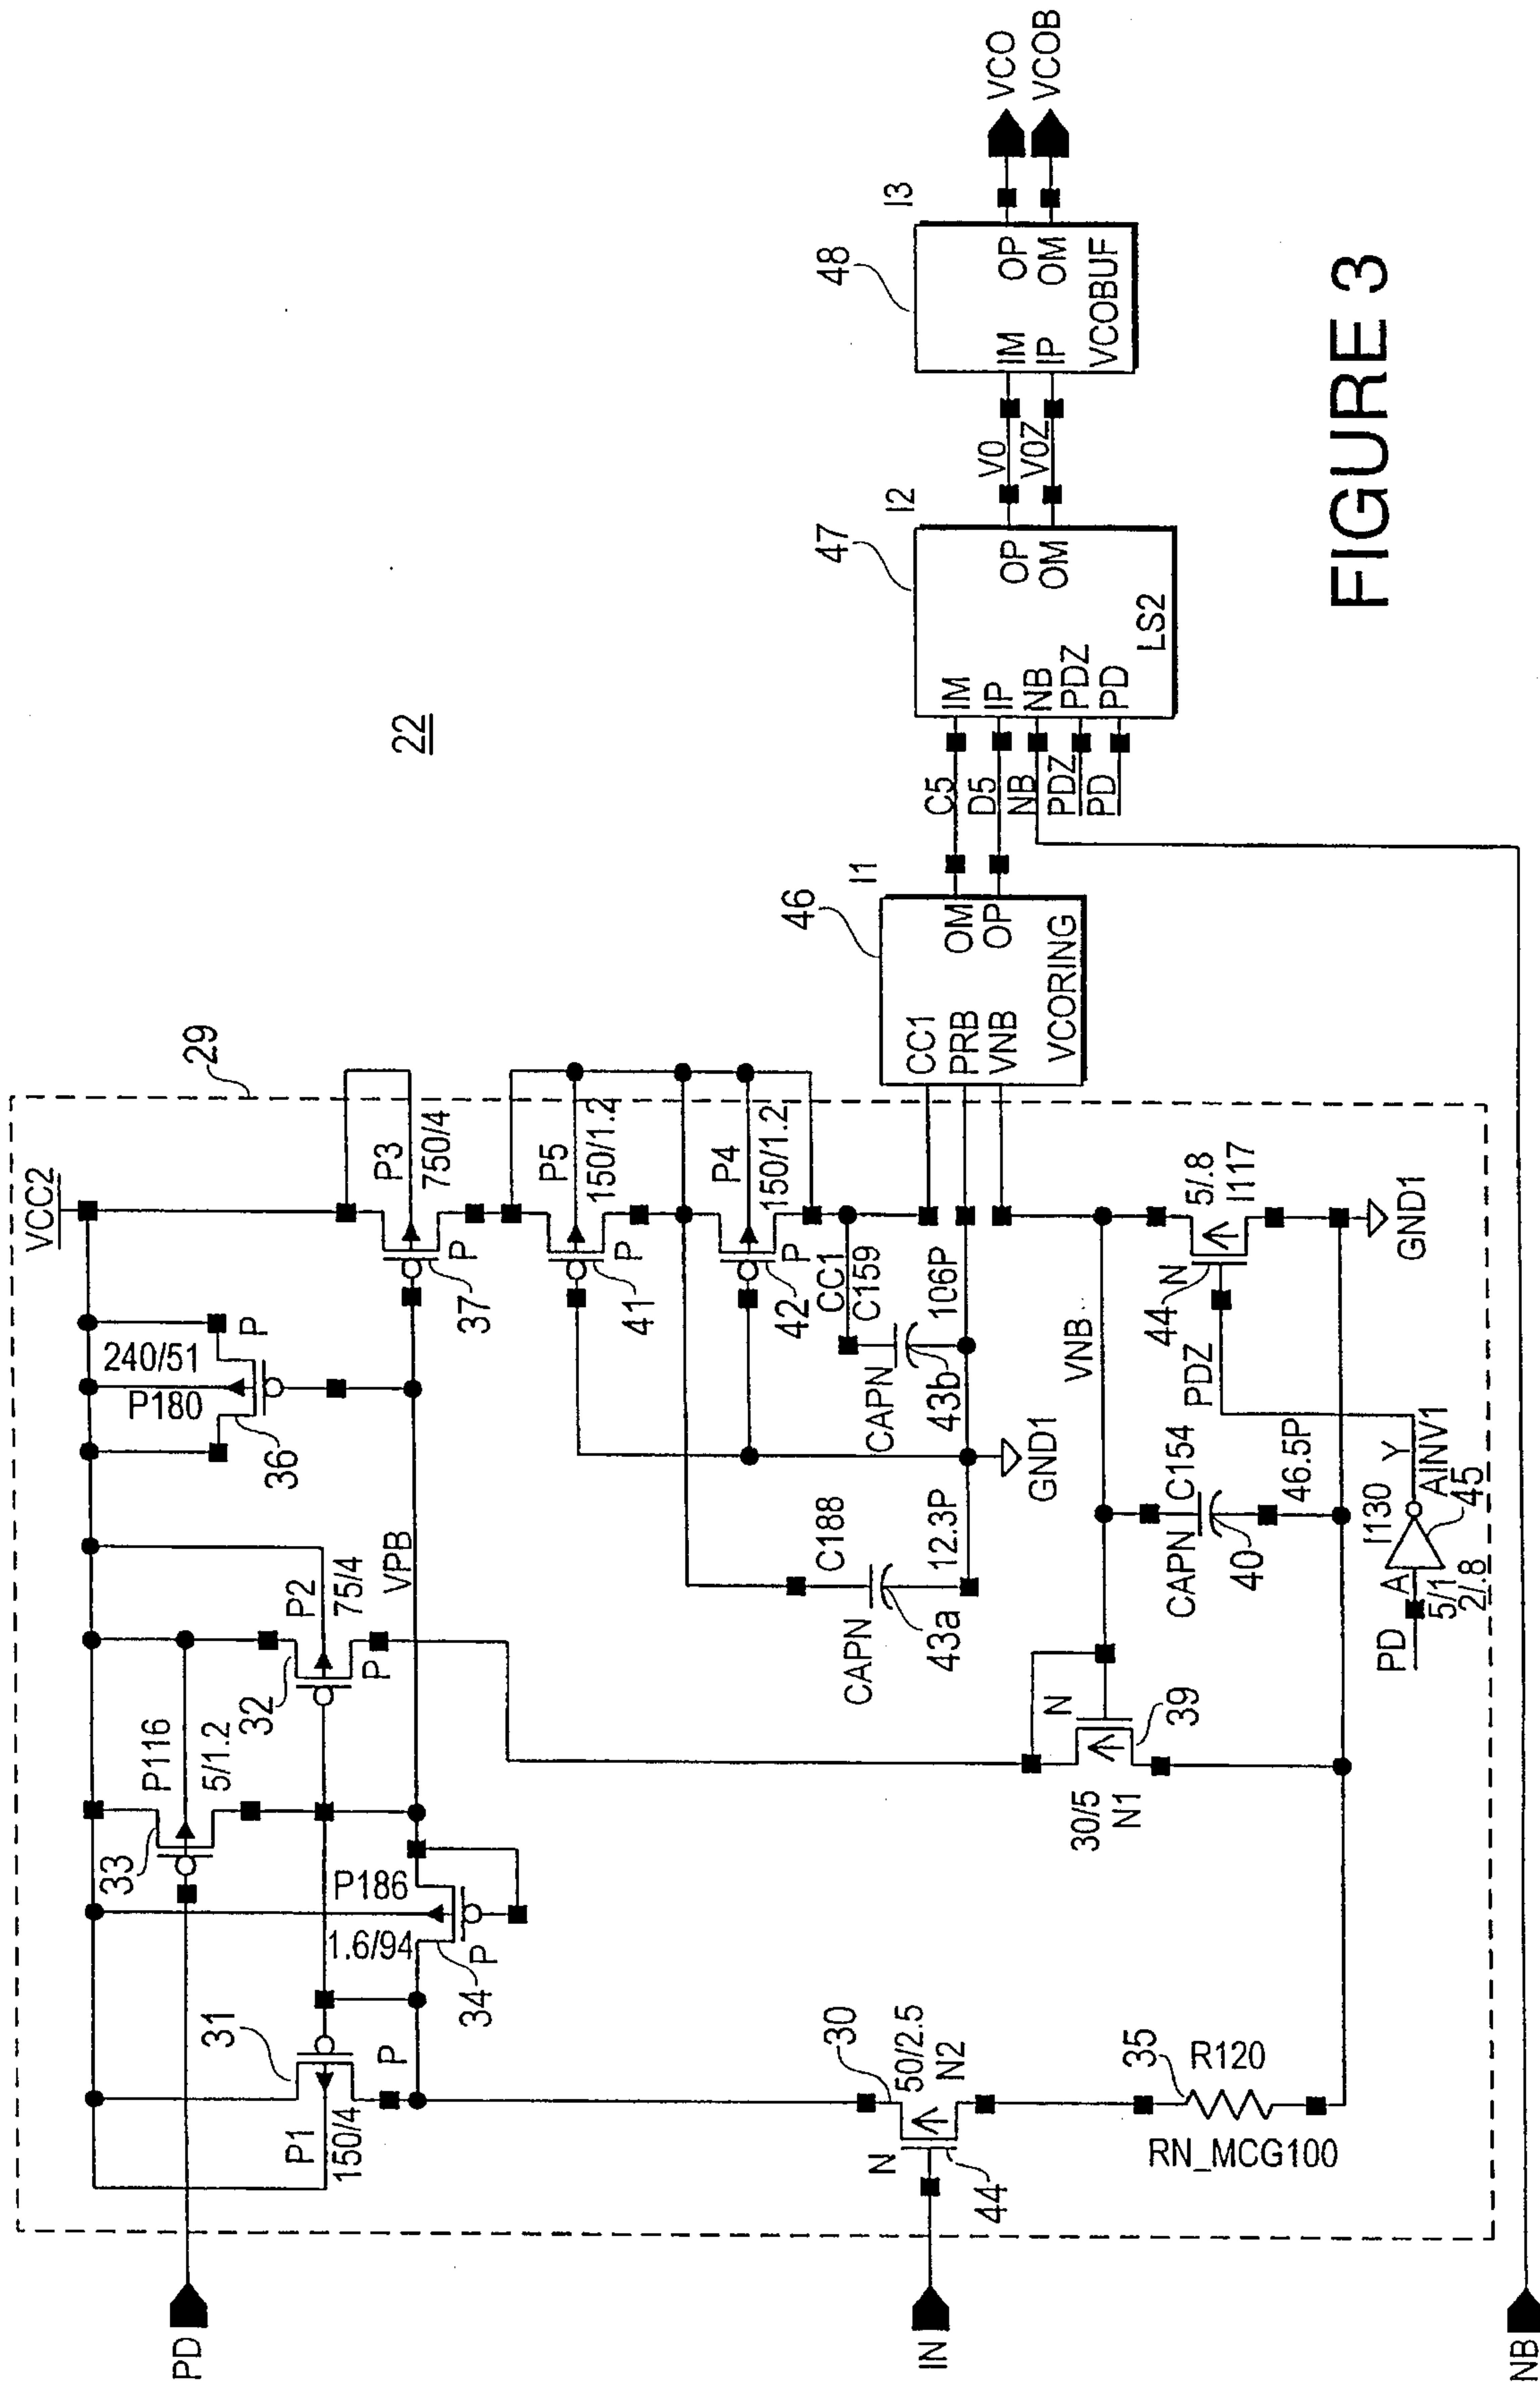 PD
IN
NB
22
29
VCC2
31
P1
150/4
P
33
P116
5/1.2
P186
1.6/94
34
P
32
P2
75/4
P
VPB
240/51
P180
36
P
P3
750/4
P
37
P5
150/1.2
P
41
P4
150/1.2
P
42
CC1
C159
106P
CAPN
43b
C188
12.3P
CAPN
43a
GND1
30
50/2.5
N2
N
44
35
R120
RN_MCG100
N
39
30/5
N1
VNB
CAPN
C154
46.5P
40
PDZ
44
N
5/.8
I117
GND1
PD
A
I130
Y
AINV1
45
5/1
2/.8
46
I1
CC1
PRB
VNB
OM
OP
VCORING
C5
D5
NB
PDZ
PD
47
I2
IM
IP
NB
PDZ
PD
OP
OM
LS2
V0
V0Z
48
I3
IM
IP
OP
OM
VCOBUF
VCO
VCOB
FIGURE 3